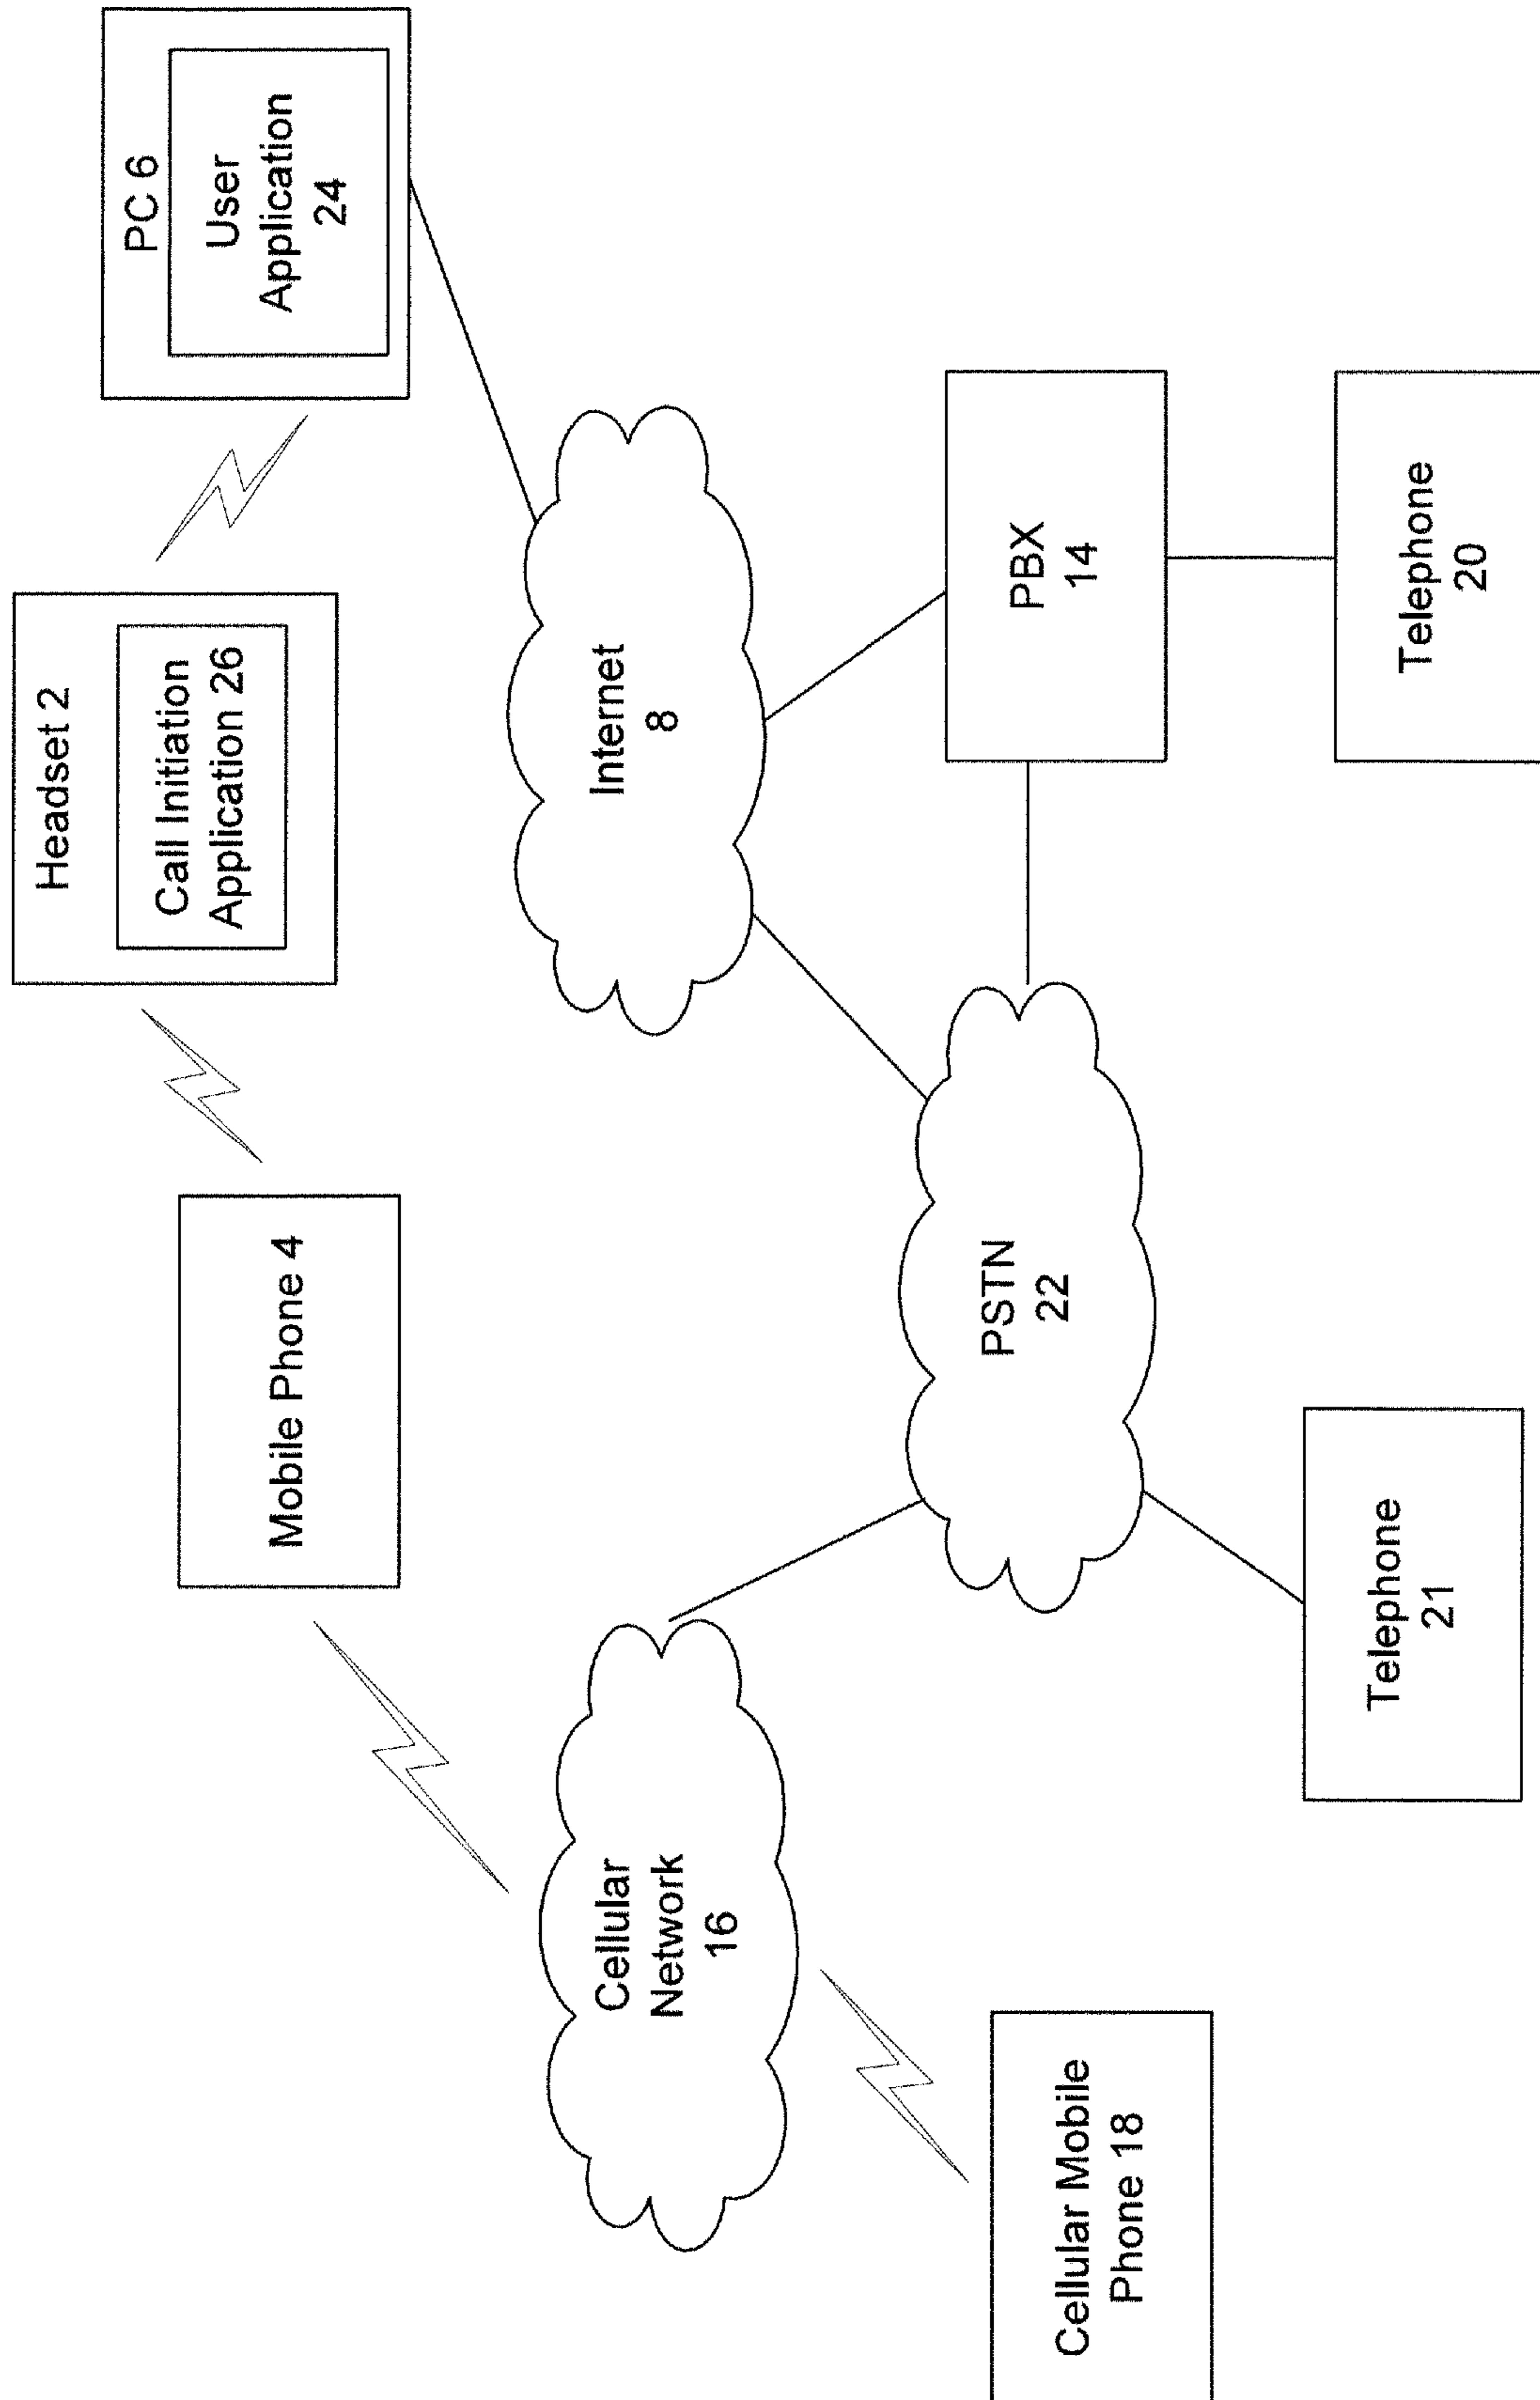 Headset 2
Call Initiation
Application 26
PC 6
User
Application
24
Mobile Phone 4
Internet
8
Cellular
Network
16
PSTN
22
PBX
14
Cellular Mobile
Phone 18
Telephone
21
Telephone
20